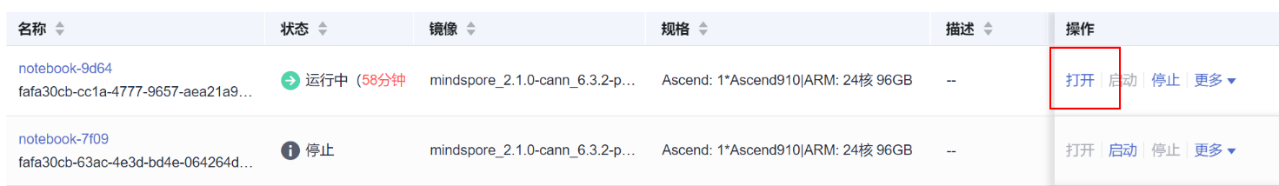 名称 状态 镜像 规格 描述 操作
notebook-9d64
fafa30cb-cc1a-4777-9657-aea21a9...
运行中（58分钟 mindspore_2.1.0-cann_6.3.2-p... Ascend: 1*Ascend910|ARM: 24核 96GB -- 打开 启动 停止 更多
notebook-7f09
fafa30cb-63ac-4e3d-bd4e-064264d...
停止 mindspore_2.1.0-cann_6.3.2-p... Ascend: 1*Ascend910|ARM: 24核 96GB -- 打开 启动 停止 更多